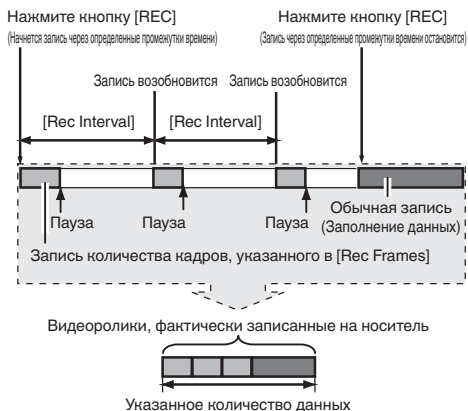 Нажмите кнопку [REC]
(Начнется запись через определенные промежутки времени)
Нажмите кнопку [REC]
(Запись через определенные промежутки времени остановится)
Запись возобновится
Запись возобновится
[Rec Interval]
[Rec Interval]
Пауза
Пауза
Пауза
Обычная запись
(Заполнение данных)
Запись количества кадров, указанного в [Rec Frames]
Видеоролики, фактически записанные на носитель
Указанное количество данных